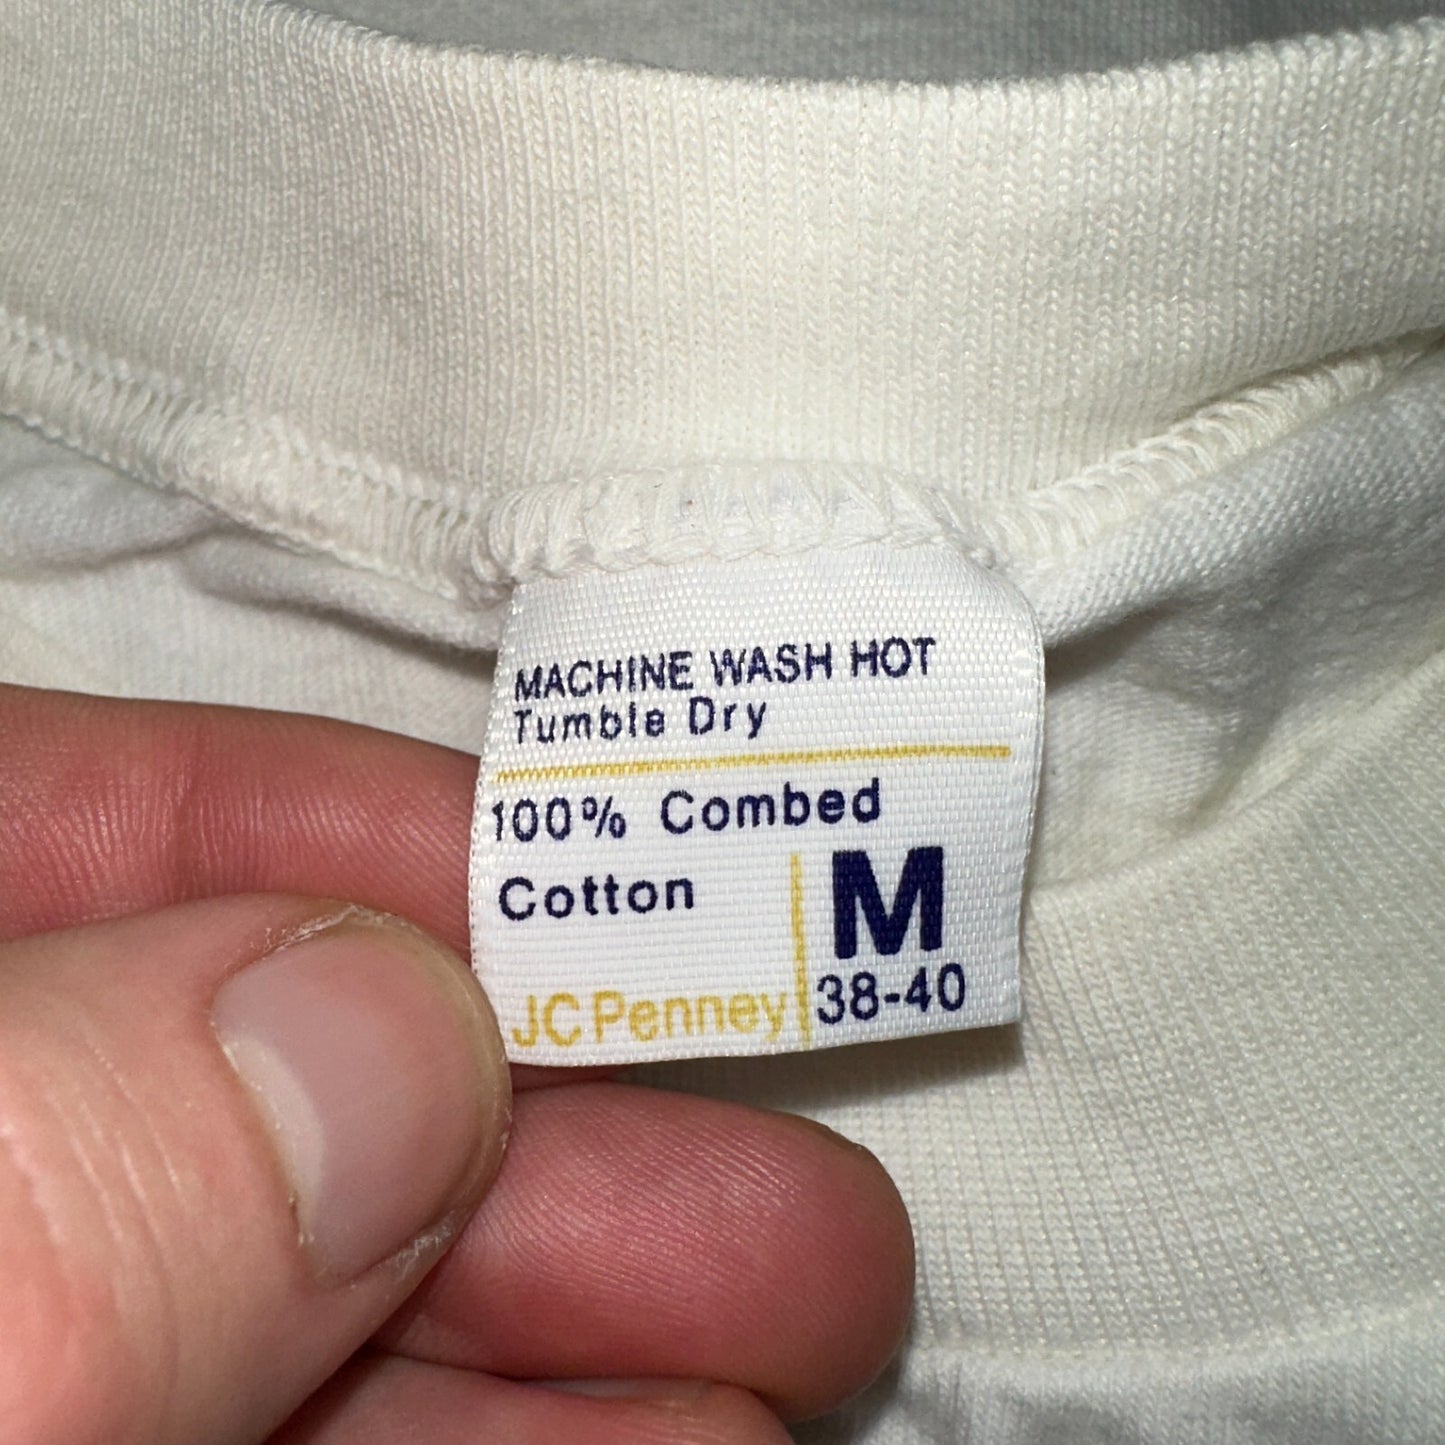 MACHINE WASH HOT
Tumble Dry
100% Combed
Cotton
M
38-40
JCPenney